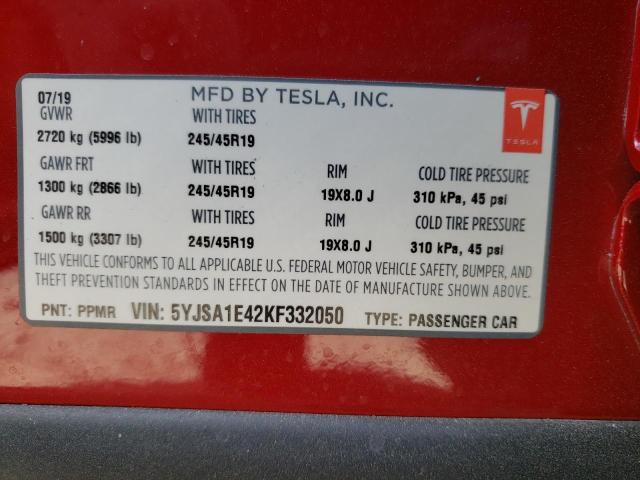 07/19 MFD BY TESLA, INC.
GVWR WITH TIRES
2720 kg (5996 lb) 245/45R19
TESLA
GAWR FRT WITH TIRES RIM COLD TIRE PRESSURE
1300 kg (2866 lb) 245/45R19 19X8.0 J 310 kPa, 45 psi
GAWR RR WITH TIRES RIM COLD TIRE PRESSURE
1500 kg (3307 lb) 245/45R19 19X8.0 J 310 kPa, 45 psi
THIS VEHICLE CONFORMS TO ALL APPLICABLE U.S. FEDERAL MOTOR VEHICLE SAFETY, BUMPER, AND
THEFT PREVENTION STANDARDS IN EFFECT ON THE DATE OF MANUFACTURE SHOWN ABOVE.
PNT: PPMR VIN: 5YJSA1E42KF332050 TYPE: PASSENGER CAR